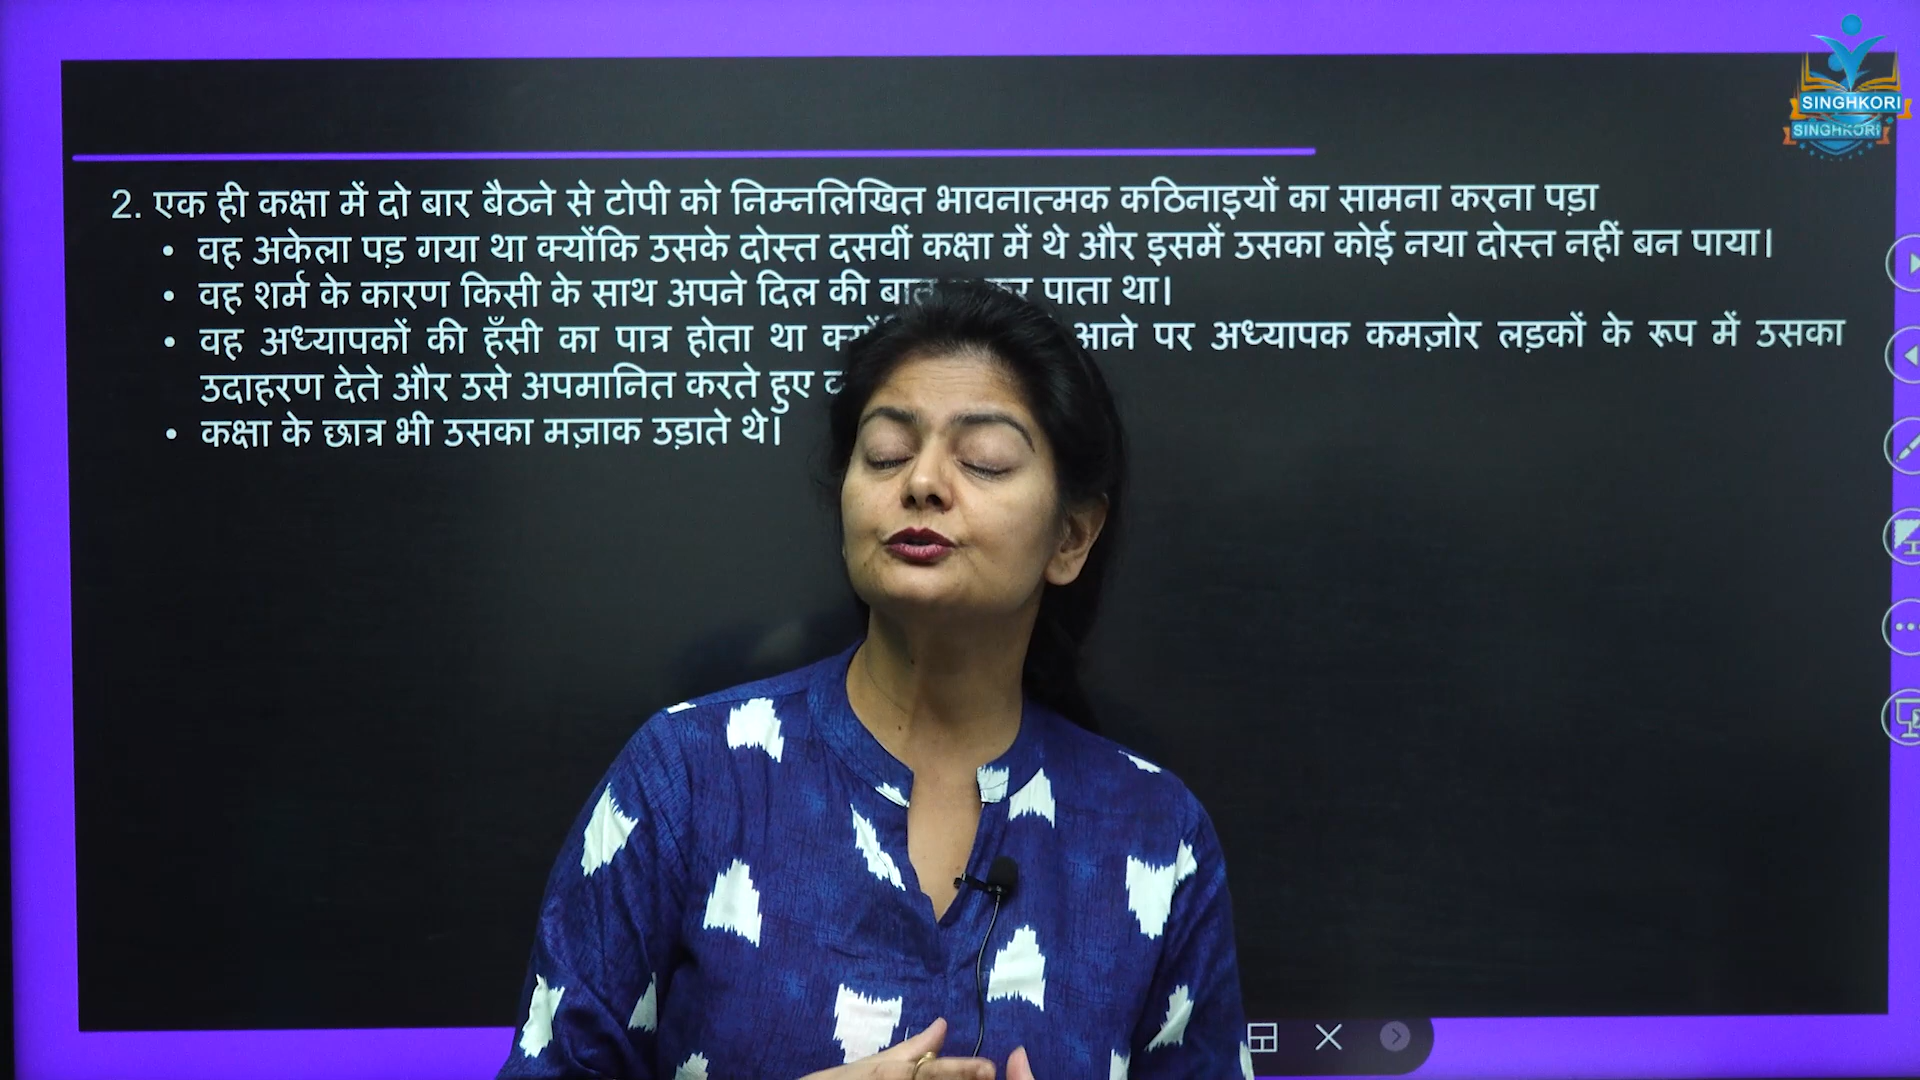 SINGHKORI
SINGHKORI
2. एक ही कक्षा में दो बार बैठने से टोपी को निम्नलिखित भावनात्मक कठिनाइयों का सामना करना पड़ा
• वह अकेला पड़ गया था क्योंकि उसके दोस्त दसवीं कक्षा में थे और इसमें उसका कोई नया दोस्त नहीं बन पाया।
• वह शर्म के कारण किसी के साथ अपने दिल की पाता था।
• वह अध्यापकों की हँसी का पात्र होता था आने पर अध्यापक कमज़ोर लड़कों के रूप में उसका
उदाहरण देते और उसे अपमानित करते हुए
• कक्षा के छात्र भी उसका मज़ाक उड़ाते थे।